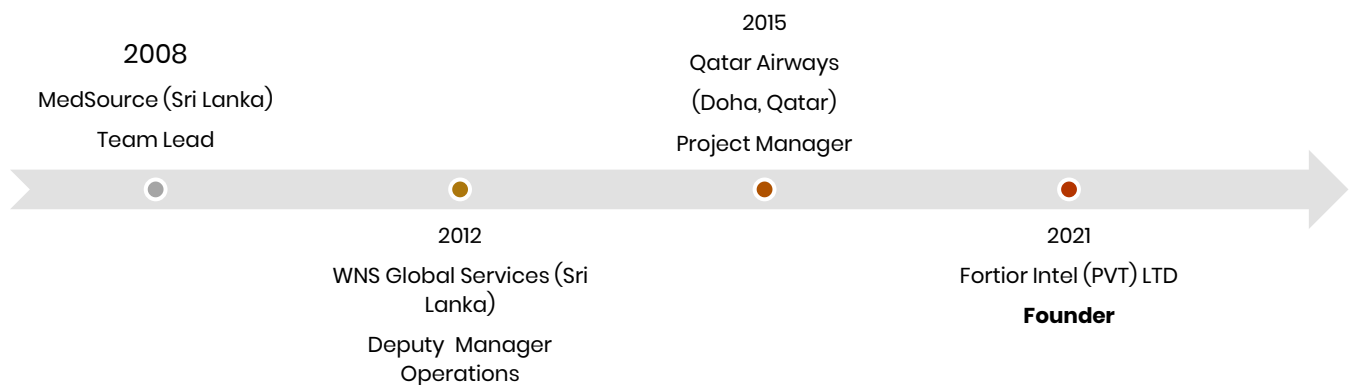 2008
MedSource (Sri Lanka)
Team Lead
2012
WNS Global Services (Sri
Lanka)
Deputy  Manager
Operations
2015
Qatar Airways
(Doha, Qatar)
Project Manager
2021
Fortior Intel (PVT) LTD
Founder